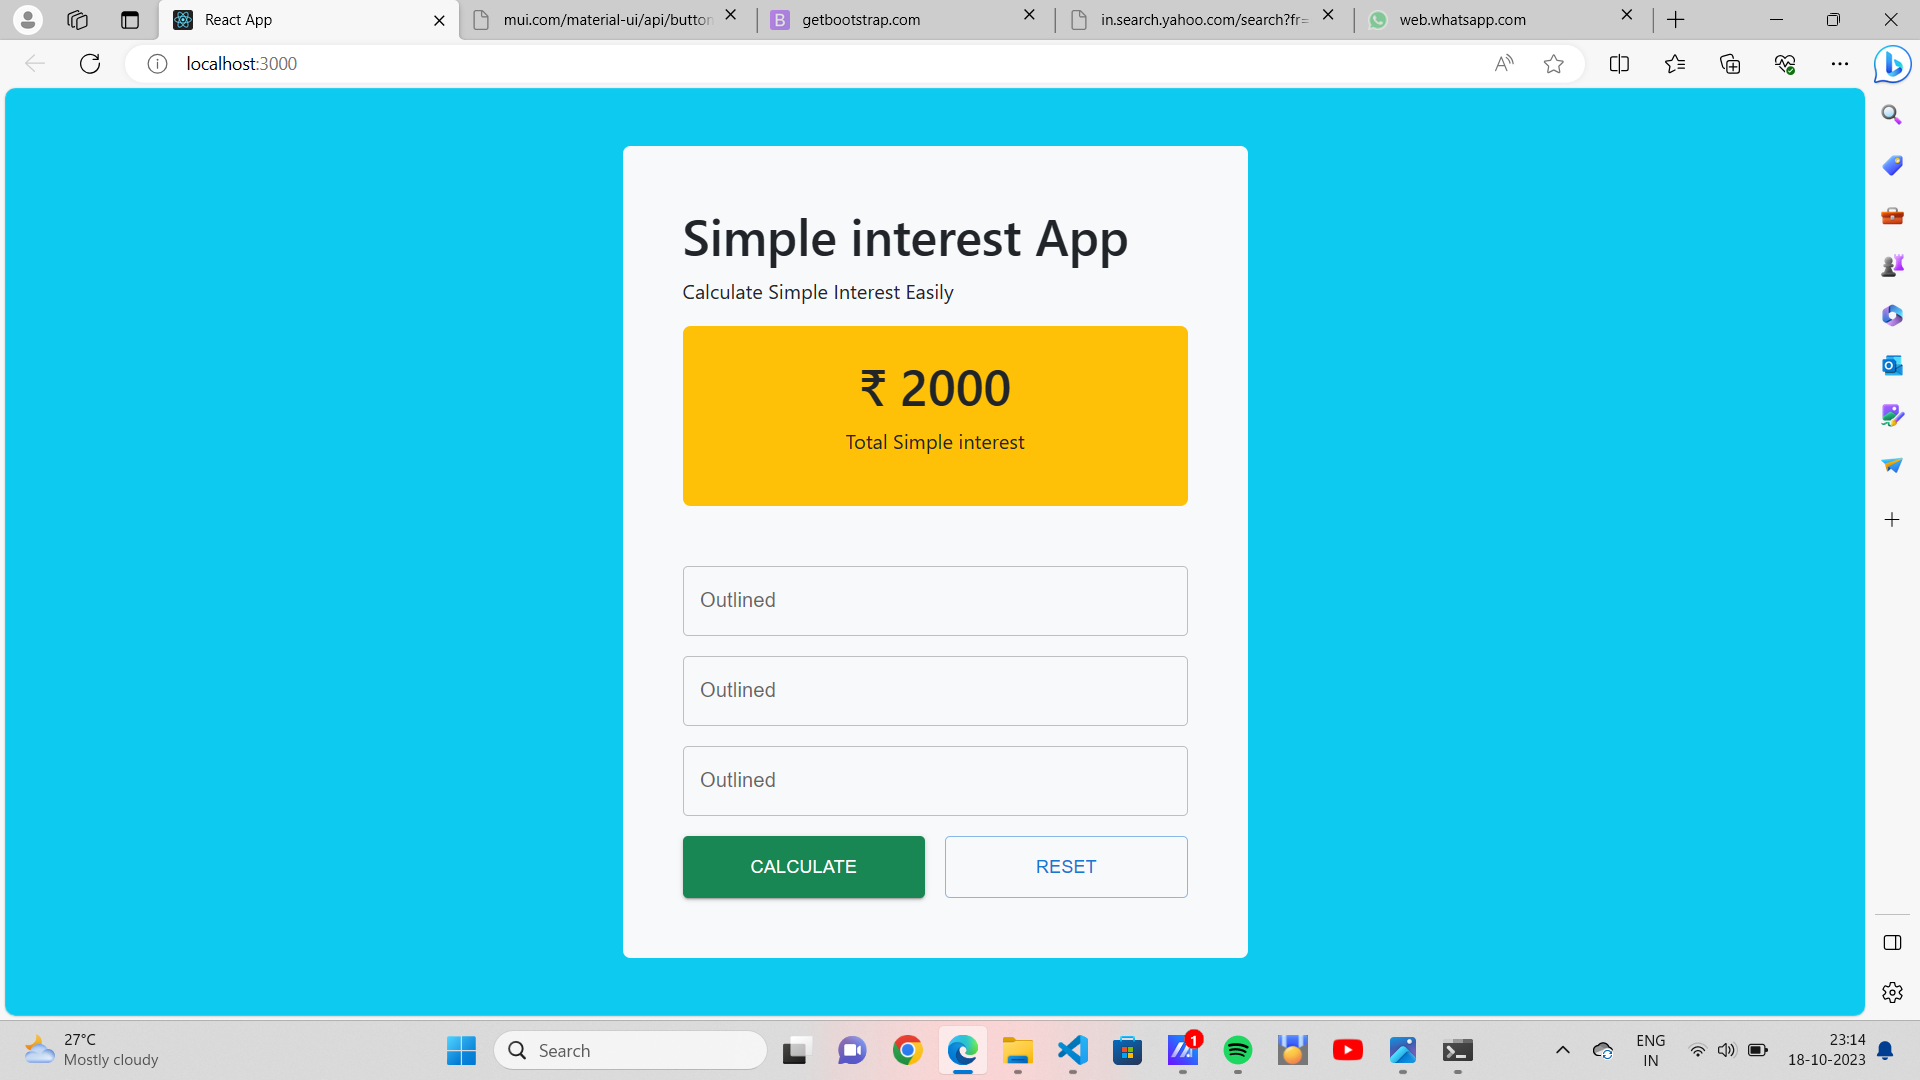 React App
mui.com/material-ui/api/button
B
getbootstrap.com
in.search.yahoo.com/search?fr=
web.whatsapp.com
localhost:3000
Simple interest App
Calculate Simple Interest Easily
₹ 2000
Total Simple interest
Outlined
Outlined
Outlined
CALCULATE
RESET
27°C
Mostly cloudy
Search
1
ENG
IN
23:14
18-10-2023